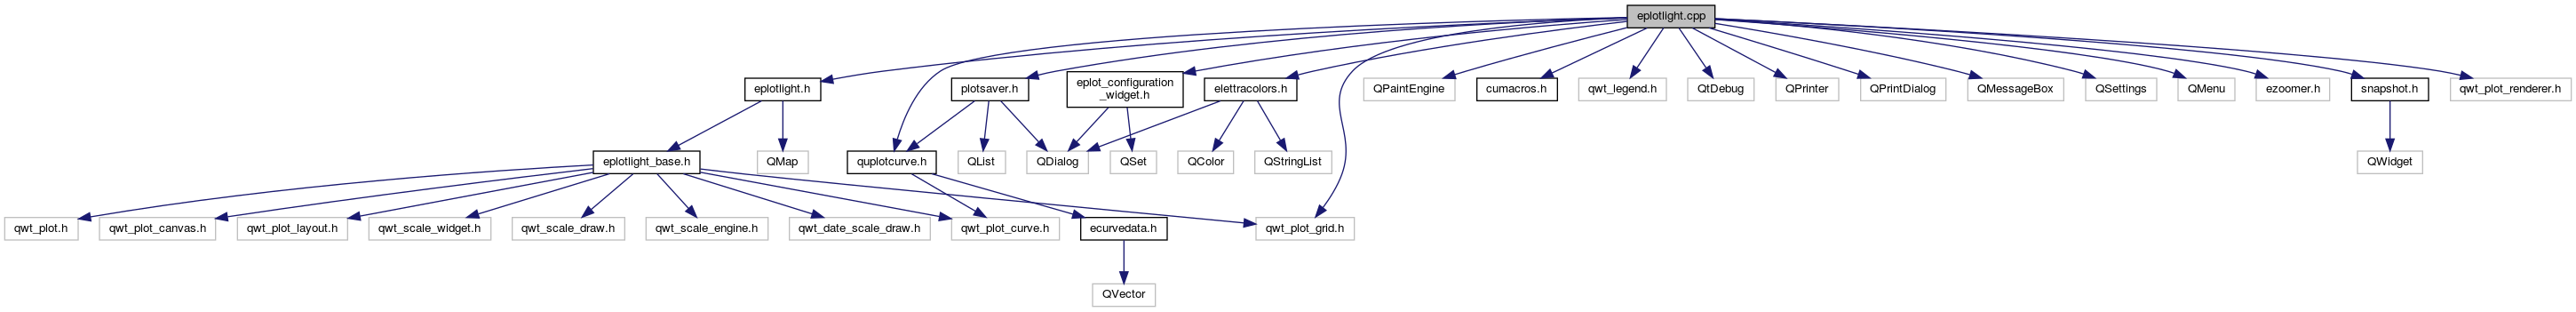 eplotlight.cpp
eplotlight.h
plotsaver.h
eplot_configuration
_widget.h
elettracolors.h
QPaintEngine
cumacros.h
qwt_legend.h
QtDebug
QPrinter
QPrintDialog
QMessageBox
QSettings
QMenu
ezoomer.h
snapshot.h
qwt_plot_renderer.h
eplotlight_base.h
QMap
quplotcurve.h
QList
QDialog
QSet
QColor
QStringList
QWidget
qwt_plot.h
qwt_plot_canvas.h
qwt_plot_layout.h
qwt_scale_widget.h
qwt_scale_draw.h
qwt_scale_engine.h
qwt_date_scale_draw.h
qwt_plot_curve.h
ecurvedata.h
qwt_plot_grid.h
QVector